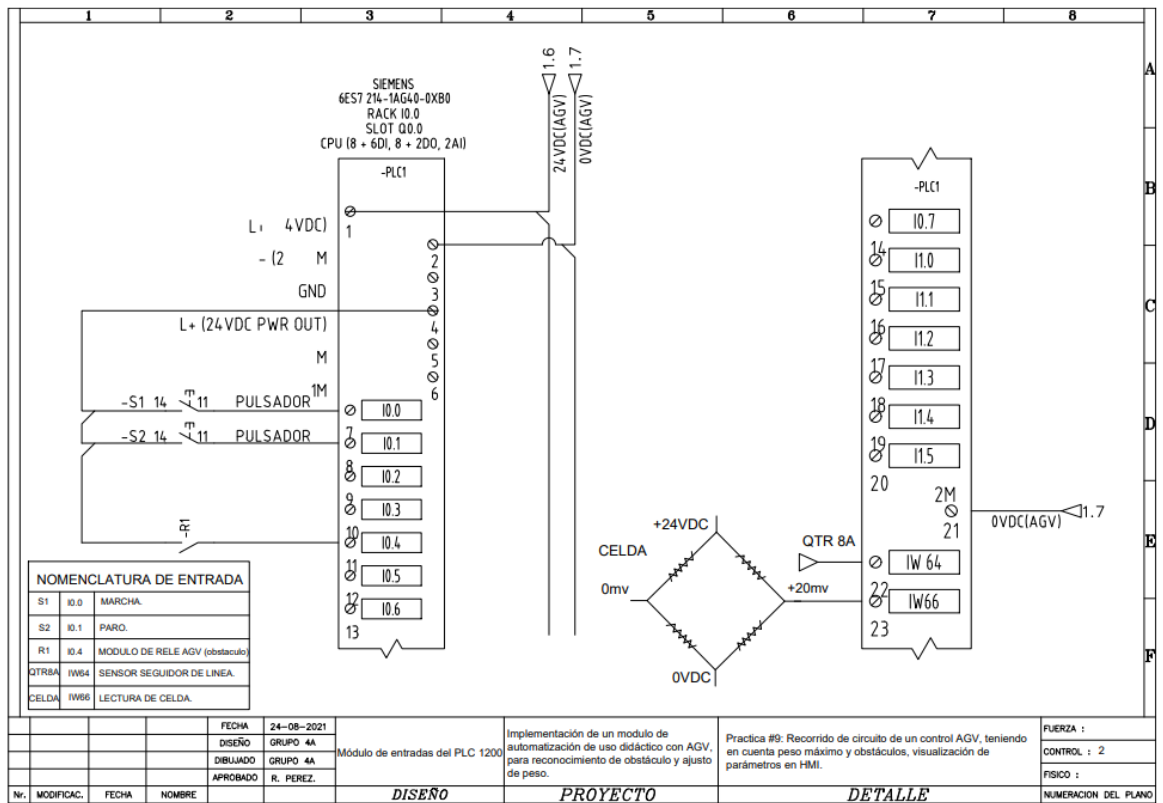 1 2 3 4 5 6 7 8
A
B
C
D
E
F
SIEMENS
6ES7 214-1AG40-0XB0
RACK I0.0
SLOT Q0.0
CPU (8 + 6DI, 8 + 2DO, 2AI)
-PLC1
1.6
1.7
24VDC(AGV)
0VDC(AGV)
4VDC)
1
- (2 M
2
GND
3
L+ (24VDC PWR OUT)
4
M
5
1M
6
-S1 14 11 PULSADOR
I0.0
7
-S2 14 11 PULSADOR
I0.1
8
I0.2
9
I0.3
10
-R1
I0.4
11
I0.5
12
I0.6
13
-PLC1
I0.7
14
I1.0
15
I1.1
16
I1.2
17
I1.3
18
I1.4
19
I1.5
20
2M
21
0VDC(AGV) 1.7
QTR 8A
IW 64
22
IW66
23
+24VDC
CELDA
0mv
+20mv
0VDC
NOMENCLATURA DE ENTRADA
S1 I0.0 MARCHA.
S2 I0.1 PARO.
R1 I0.4 MODULO DE RELE AGV (obstaculo)
QTR8A IW64 SENSOR SEGUIDOR DE LINEA.
CELDA IW66 LECTURA DE CELDA.
FECHA 24-08-2021
DISEÑO GRUPO 4A
DIBUJADO GRUPO 4A
APROBADO R. PEREZ.
Nr. MODIFICAC. FECHA NOMBRE
Módulo de entradas del PLC 1200
DISEÑO
Implementación de un modulo de
automatización de uso didáctico con AGV,
para reconocimiento de obstáculo y ajusto
de peso.
PROYECTO
Practica #9: Recorrido de circuito de un control AGV, teniendo
en cuenta peso máximo y obstáculos, visualización de
parámetros en HMI.
DETALLE
FUERZA :
CONTROL : 2
FISICO :
NUMERACION DEL PLANO